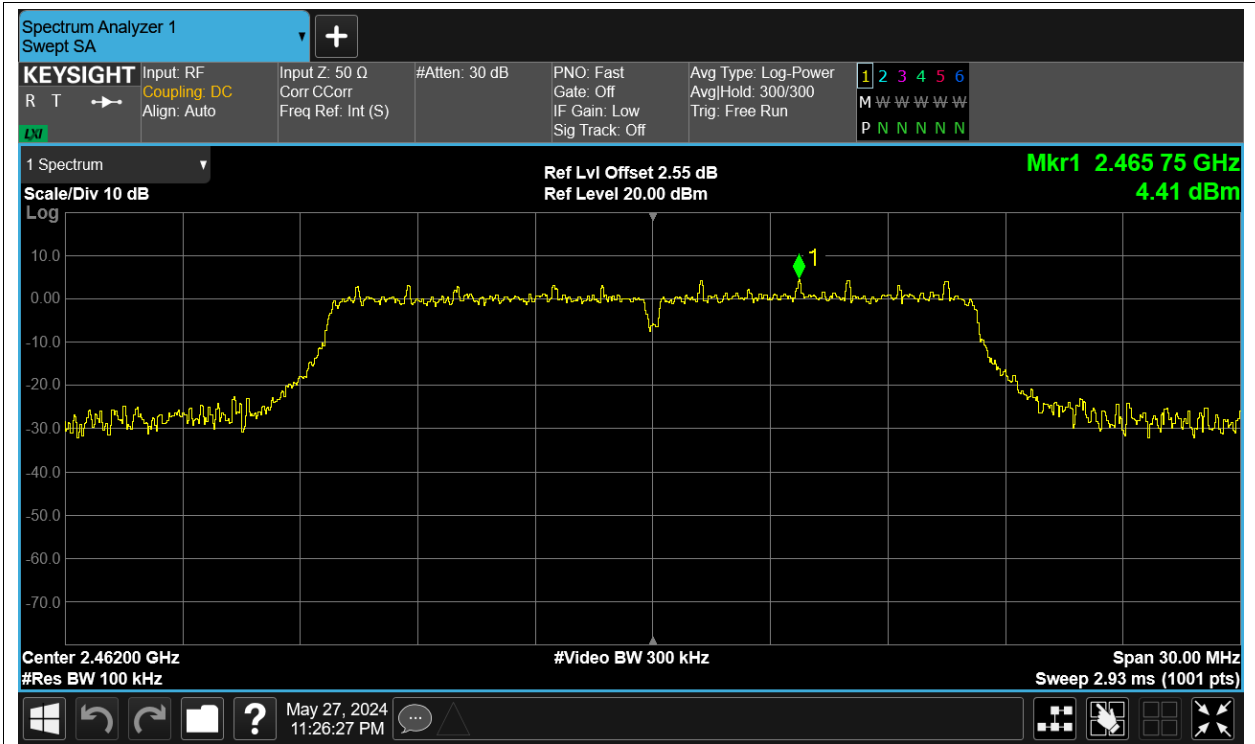 Spectrum Analyzer 1
Swept SA
KEYSIGHT
R T
LXI
Input: RF
Coupling: DC
Align: Auto
Input Z: 50 Ω
Corr CCorr
Freq Ref: Int (S)
#Atten: 30 dB
PNO: Fast
Gate: Off
IF Gain: Low
Sig Track: Off
Avg Type: Log-Power
Avg|Hold: 300/300
Trig: Free Run
1 2 3 4 5 6
M W W W W W
P N N N N N
1 Spectrum
Scale/Div 10 dB
Log
Ref Lvl Offset 2.55 dB
Ref Level 20.00 dBm
Mkr1 2.465 75 GHz
4.41 dBm
1
10.0
0.00
-10.0
-20.0
-30.0
-40.0
-50.0
-60.0
-70.0
Center 2.46200 GHz
#Res BW 100 kHz
#Video BW 300 kHz
Span 30.00 MHz
Sweep 2.93 ms (1001 pts)
?
May 27, 2024
11:26:27 PM